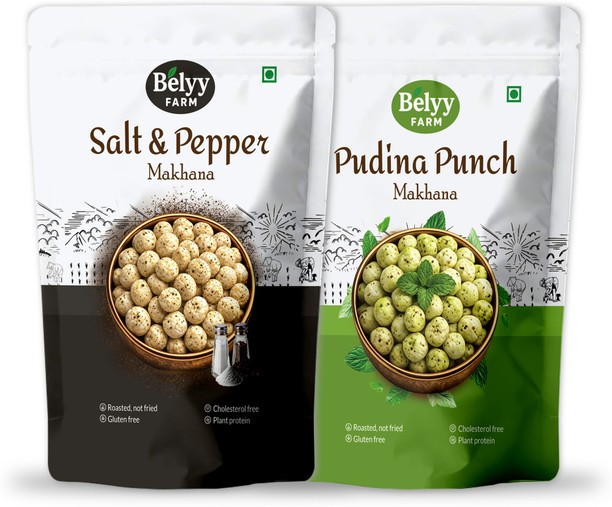 Belyy
FARM
Salt & Pepper
Makhana
Roasted, not fried
Gluten free
Cholesterol free
Plant protein
Belyy
FARM
Pudina Punch
Makhana
Roasted, not fried
Gluten free
Cholesterol free
Plant protein